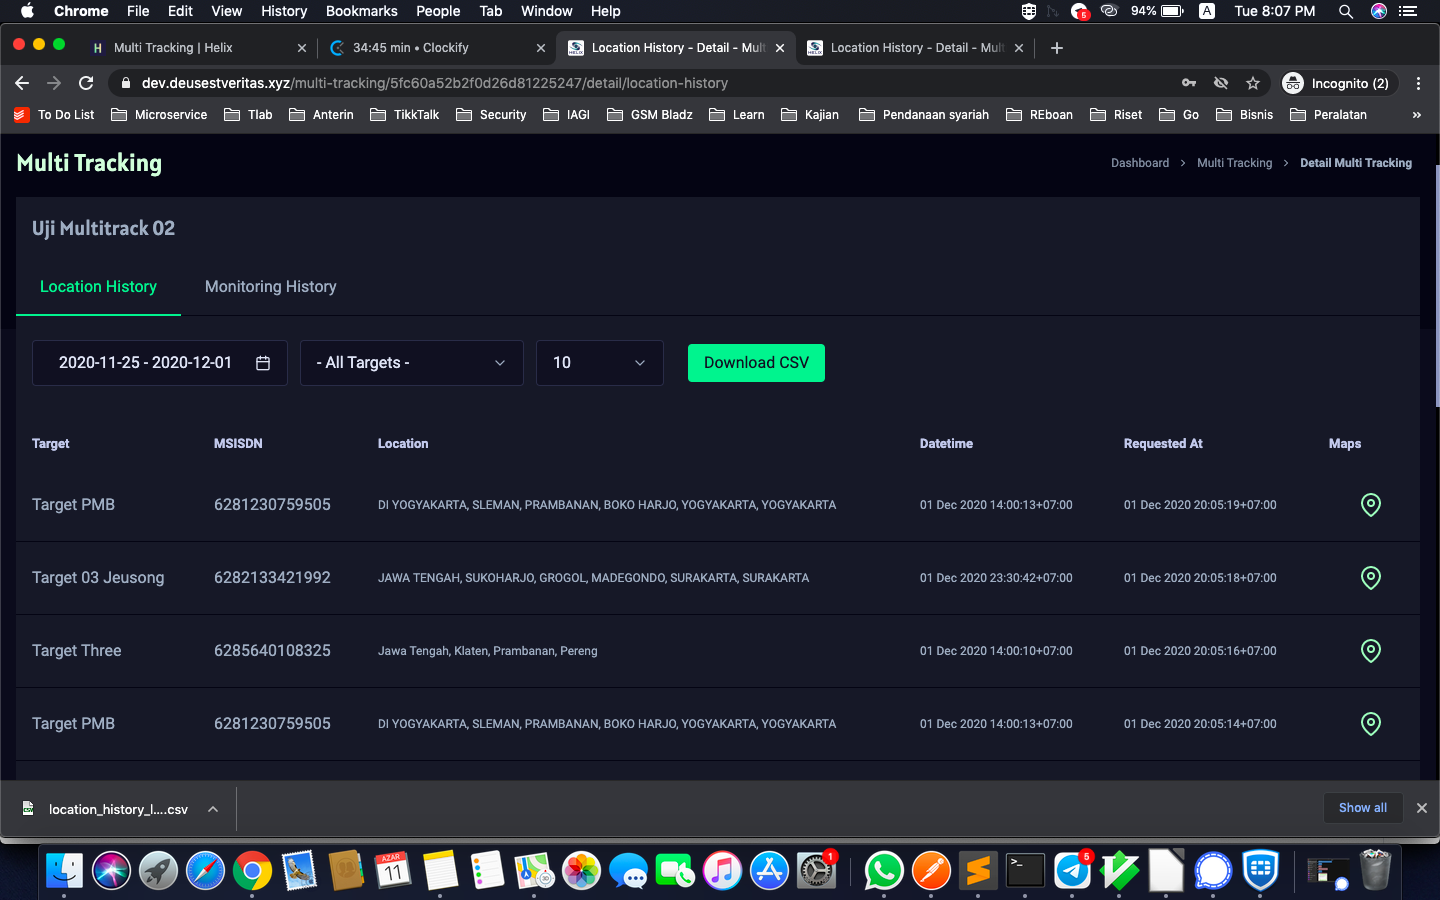 Chrome File Edit View History Bookmarks People Tab Window Help 5 94% A Tue 8:07 PM
H Multi Tracking | Helix 34:45 min • Clockify HELIX Location History - Detail - Mult HELIX Location History - Detail - Mult
dev.deusestveritas.xyz/multi-tracking/5fc60a52b2f0d26d81225247/detail/location-history Incognito (2)
To Do List Microservice Tlab Anterin TikkTalk Security IAGI GSM Bladz Learn Kajian Pendanaan syariah REboan Riset Go Bisnis Peralatan »
Multi Tracking Dashboard > Multi Tracking > Detail Multi Tracking
Uji Multitrack 02
Location History Monitoring History
2020-11-25 - 2020-12-01 - All Targets - 10 Download CSV
Target MSISDN Location Datetime Requested At Maps
Target PMB 6281230759505 DI YOGYAKARTA, SLEMAN, PRAMBANAN, BOKO HARJO, YOGYAKARTA, YOGYAKARTA 01 Dec 2020 14:00:13+07:00 01 Dec 2020 20:05:19+07:00
Target 03 Jeusong 6282133421992 JAWA TENGAH, SUKOHARJO, GROGOL, MADEGONDO, SURAKARTA, SURAKARTA 01 Dec 2020 23:30:42+07:00 01 Dec 2020 20:05:18+07:00
Target Three 6285640108325 Jawa Tengah, Klaten, Prambanan, Pereng 01 Dec 2020 14:00:10+07:00 01 Dec 2020 20:05:16+07:00
Target PMB 6281230759505 DI YOGYAKARTA, SLEMAN, PRAMBANAN, BOKO HARJO, YOGYAKARTA, YOGYAKARTA 01 Dec 2020 14:00:13+07:00 01 Dec 2020 20:05:14+07:00
location_history_l....csv Show all
AZAR 11 1 5